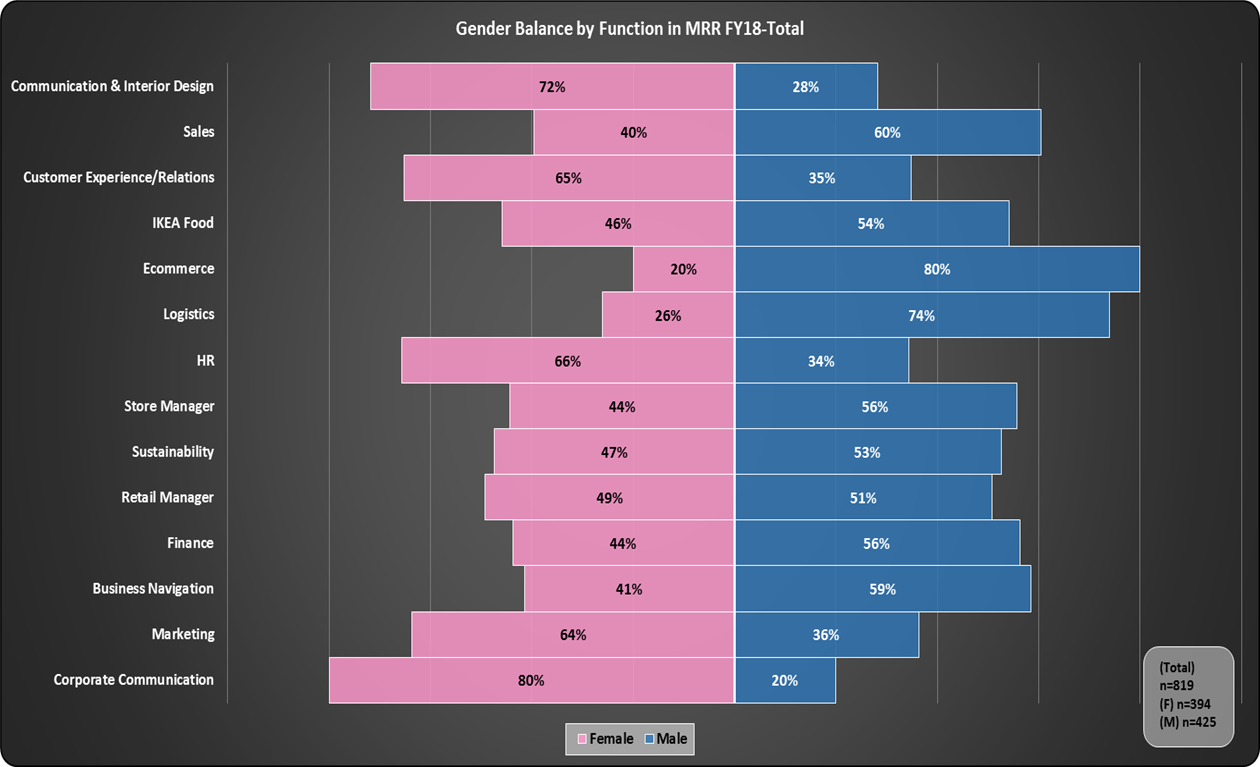 Gender Balance by Function in MRR FY18-Total
Communication & Interior Design 72% 28%
Sales 40% 60%
Customer Experience/Relations 65% 35%
IKEA Food 46% 54%
Ecommerce 20% 80%
Logistics 26% 74%
HR 66% 34%
Store Manager 44% 56%
Sustainability 47% 53%
Retail Manager 49% 51%
Finance 44% 56%
Business Navigation 41% 59%
Marketing 64% 36%
Corporate Communication 80% 20%
(Total)
n=819
(F) n=394
(M) n=425
Female Male